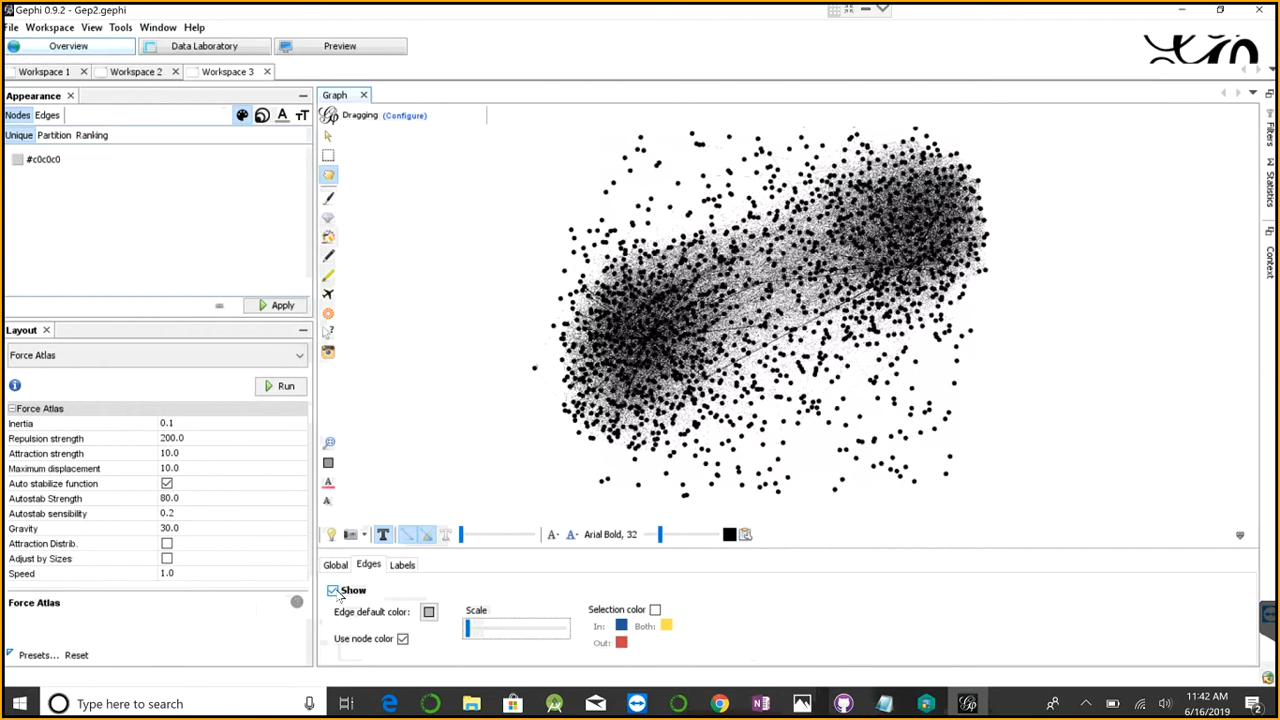 Gephi 0.9.2 - Gep2.gephi
File Workspace View Tools Window Help
Overview Data Laboratory Preview
Workspace 1 Workspace 2 Workspace 3
Appearance
Nodes Edges
Unique Partition Ranking
#c0c0c0
Apply
Layout
Force Atlas
Run
Force Atlas
Inertia 0.1
Repulsion strength 200.0
Attraction strength 10.0
Maximum displacement 10.0
Auto stabilize function
Autostab Strength 80.0
Autostab sensibility 0.2
Gravity 30.0
Attraction Distrib.
Adjust by Sizes
Speed 1.0
Force Atlas
Presets... Reset
Graph
Dragging (Configure)
Arial Bold, 32
Global Edges Labels
Show
Edge default color:
Use node color
Scale
Selection color
In: Both:
Out:
Filters
Statistics
Context
Type here to search
11:42 AM
6/16/2019
2